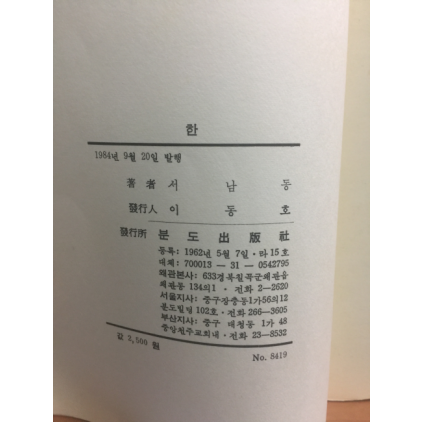 한
1984년 9월 20일 발행
著者 서남동
發行人 이동호
發行所 분도出版社
등록:1962년 5월 7일·라15호
대체:700013 — 31 — 0542795
왜관본사:633경북칠곡군왜관읍
왜관동 134의1·전화 2—2620
서울지사:중구장충동1가56의12
분도빌딩 102호·전화 266—3605
부산지사:중구 대청동 1가 48
중앙천주교회내·전화 23—8532
값 2,500 원
No. 8419